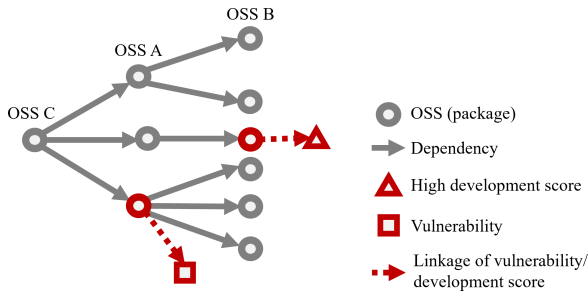 OSS B
OSS A
OSS C
OSS (package)
Dependency
High development score
Vulnerability
Linkage of vulnerability/
development score